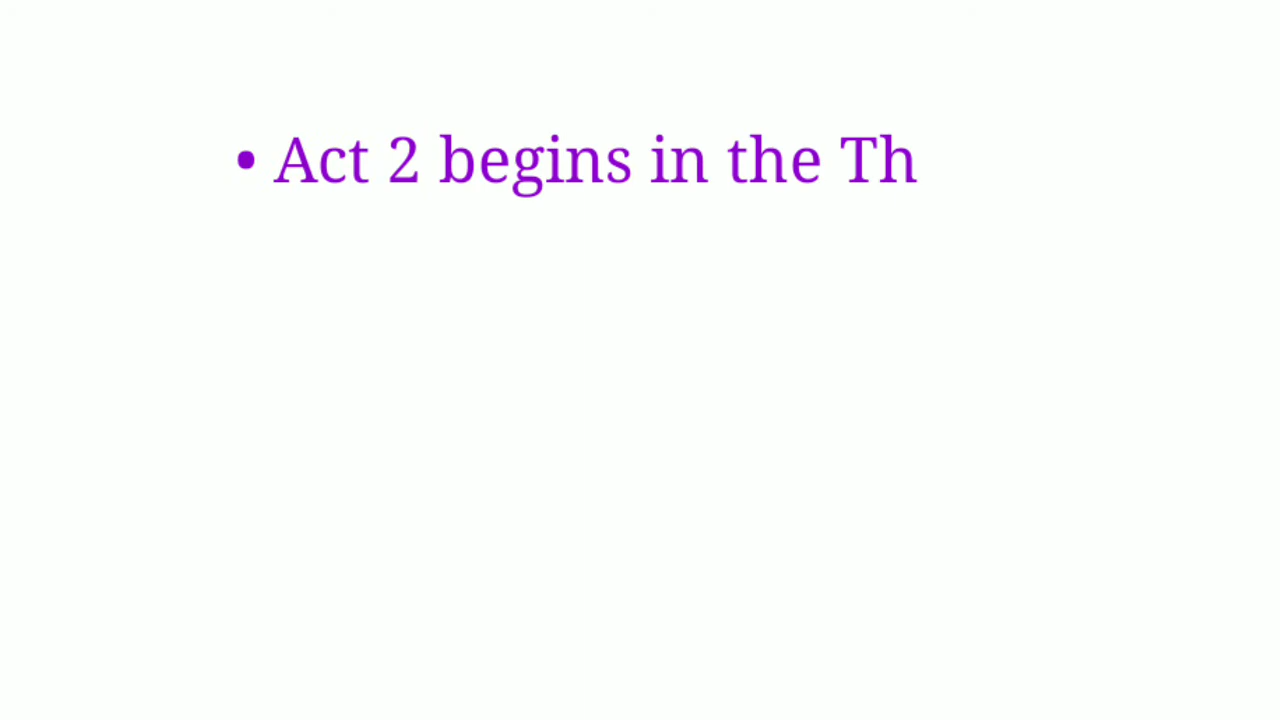 • Act 2 begins in the Th